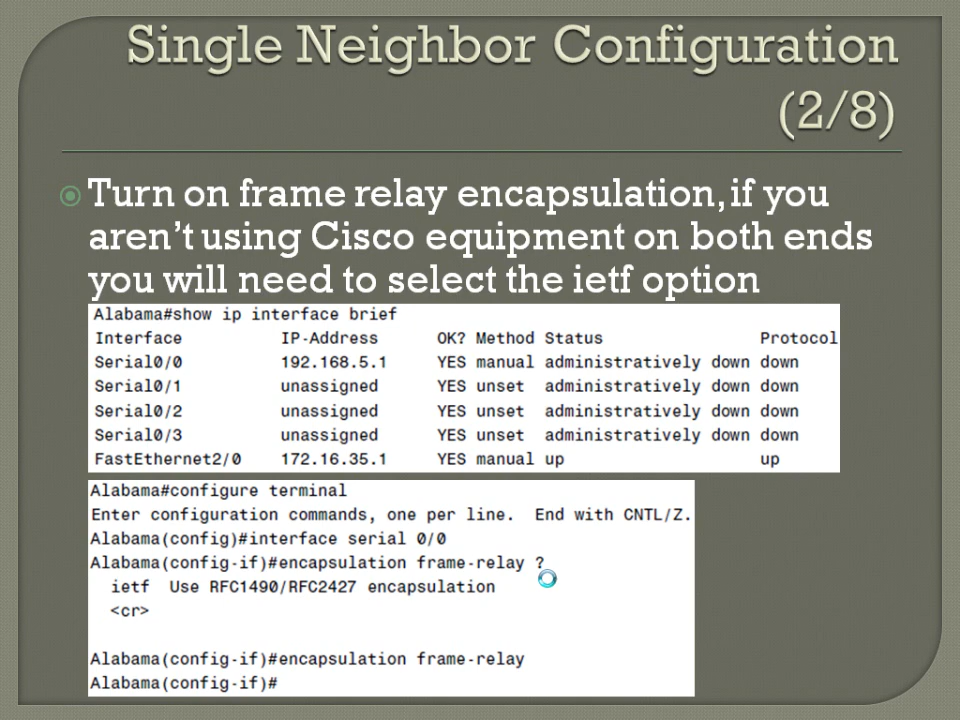 Single Neighbor Configuration
(2/8)
Turn on frame relay encapsulation, if you
aren't using Cisco equipment on both ends
you will need to select the ietf option
Alabama#show ip interface brief
Interface IP-Address OK? Method Status Protocol
Serial0/0 192.168.5.1 YES manual administratively down down
Serial0/1 unassigned YES unset administratively down down
Serial0/2 unassigned YES unset administratively down down
Serial0/3 unassigned YES unset administratively down down
FastEthernet2/0 172.16.35.1 YES manual up up
Alabama#configure terminal
Enter configuration commands, one per line. End with CNTL/Z.
Alabama(config)#interface serial 0/0
Alabama(config-if)#encapsulation frame-relay ?
ietf Use RFC1490/RFC2427 encapsulation
<cr>
Alabama(config-if)#encapsulation frame-relay
Alabama(config-if)#